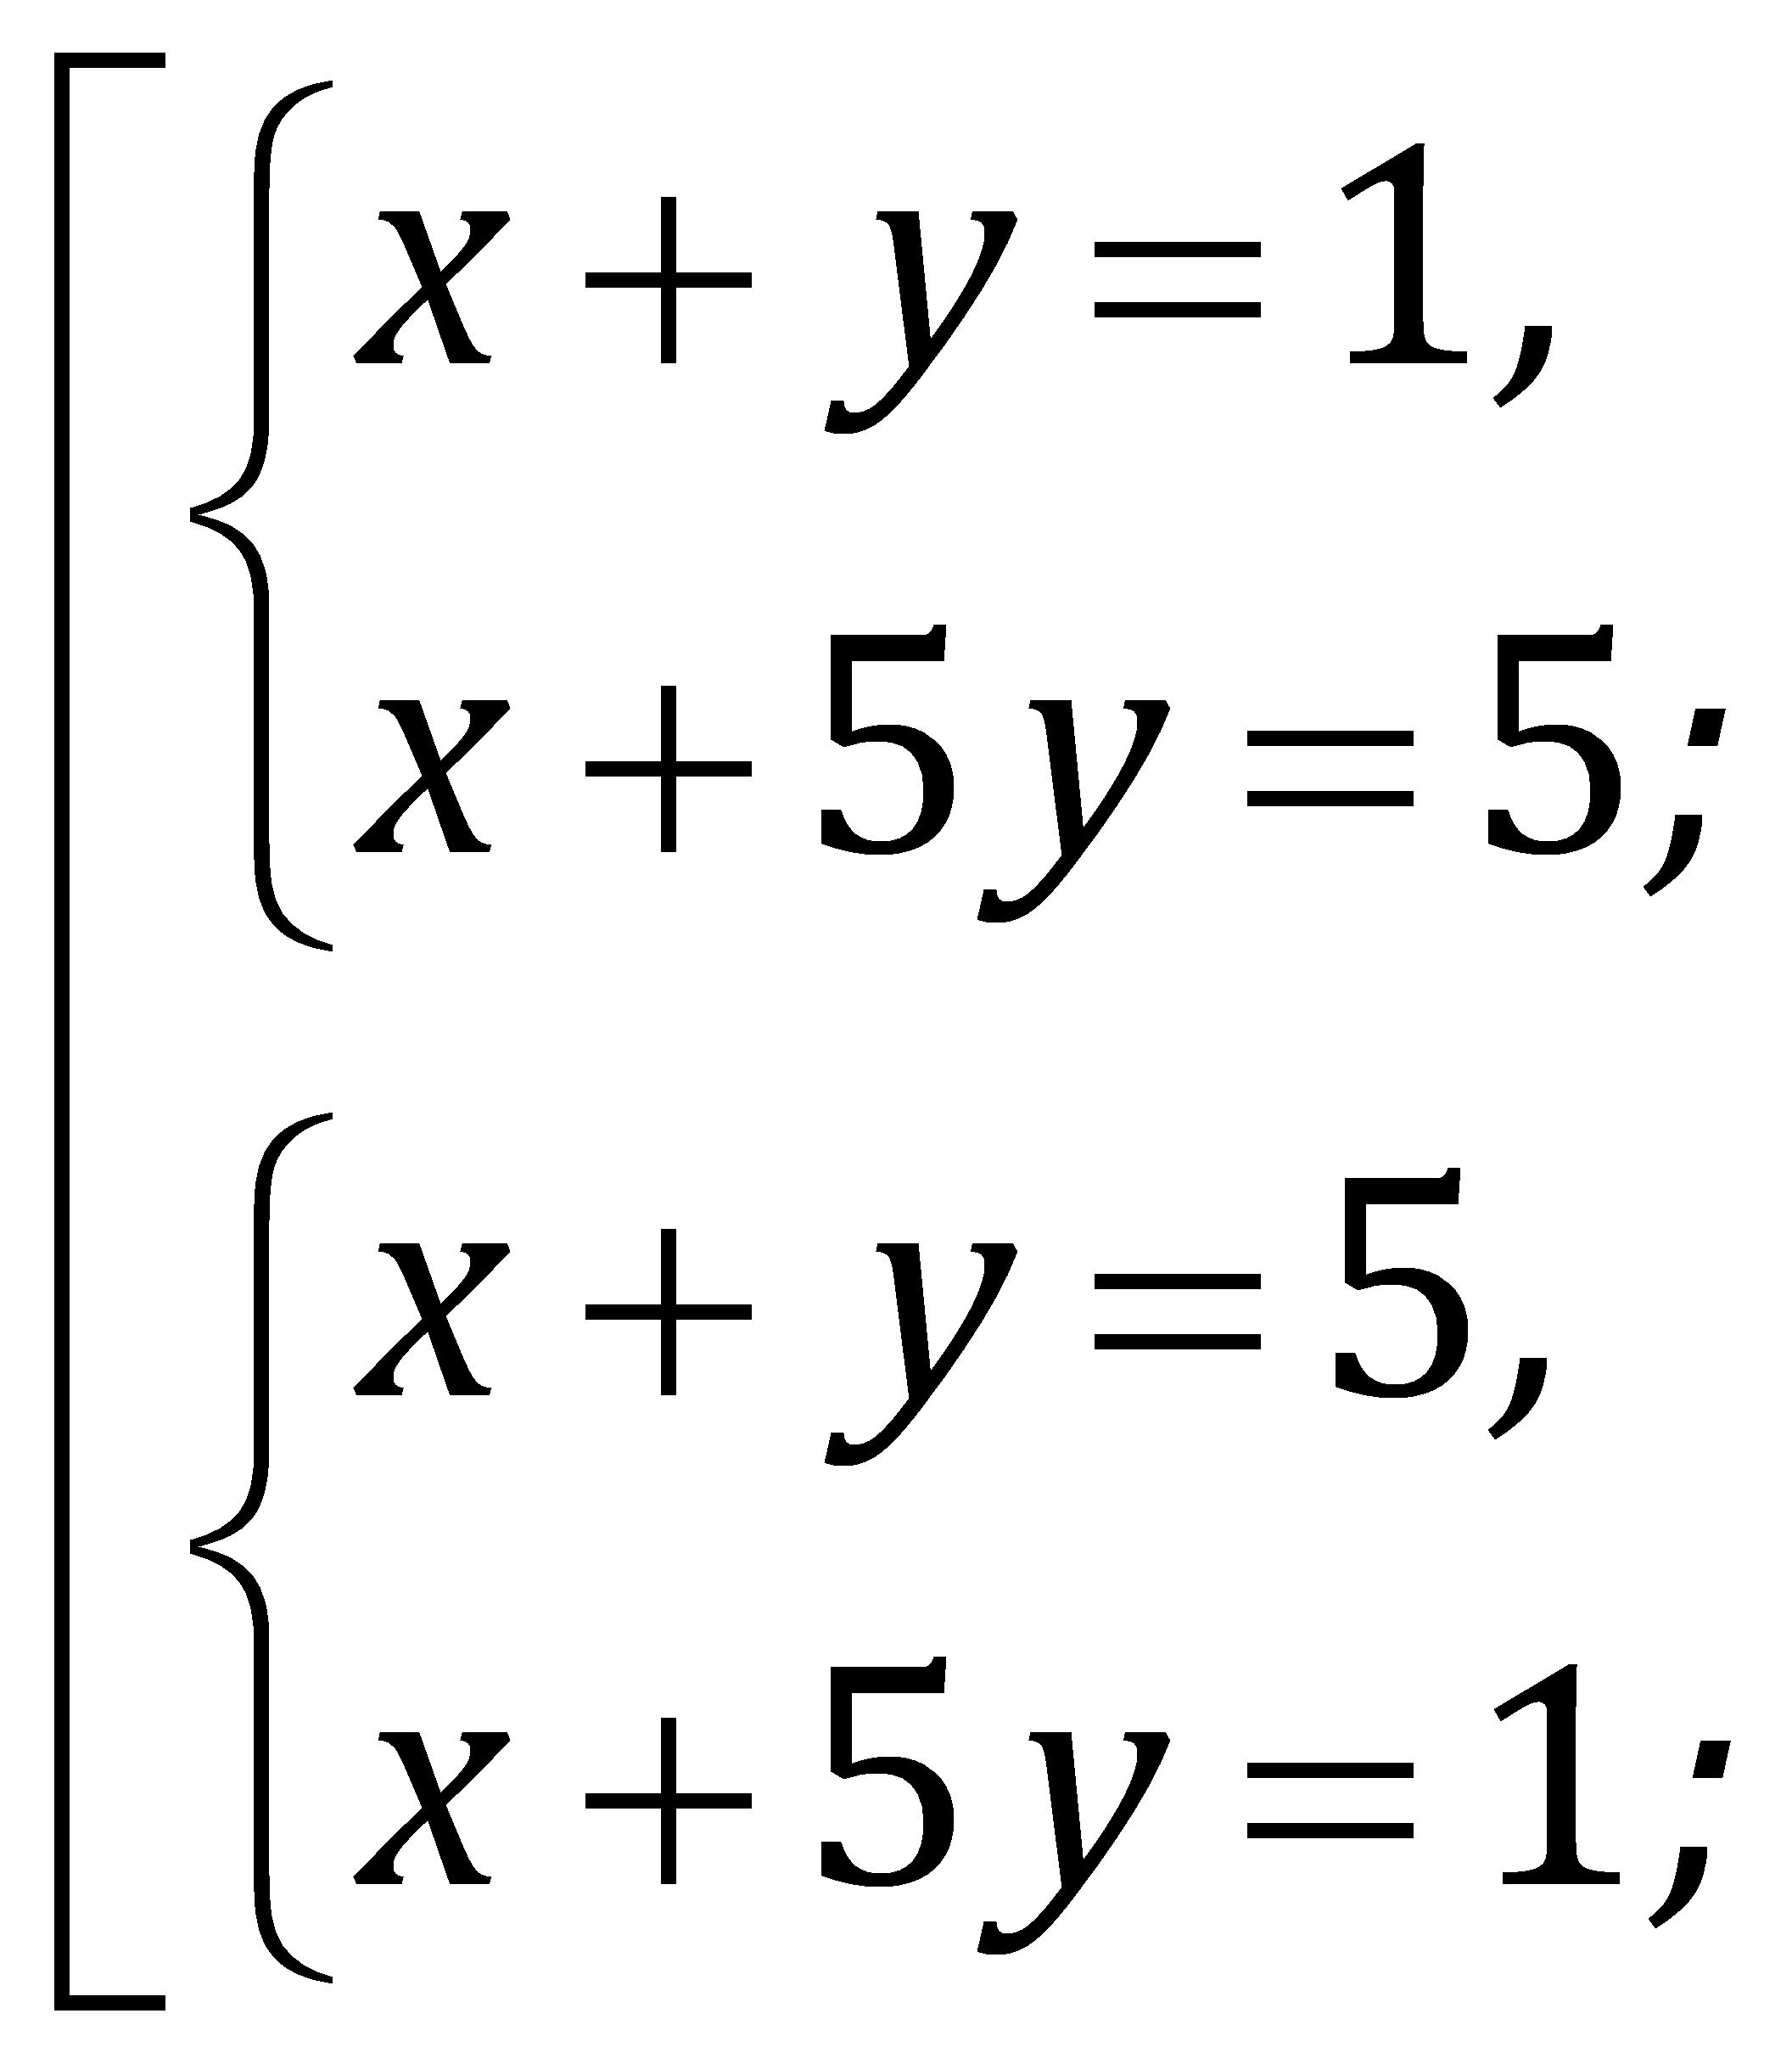 x + y = 1,
x + 5y = 5;
x + y = 5,
x + 5y = 1;